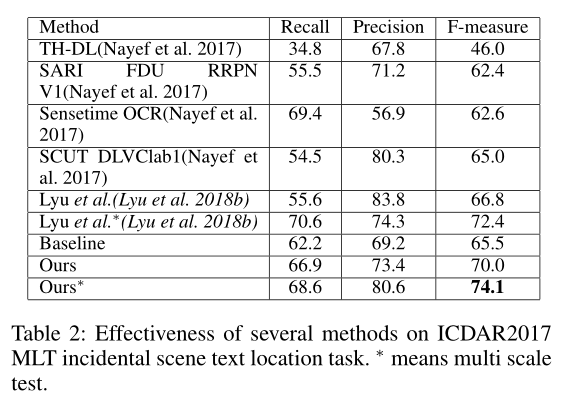 Method Recall Precision F-measure
TH-DL(Nayef et al. 2017) 34.8 67.8 46.0
SARI FDU RRPN 55.5 71.2 62.4
V1(Nayef et al. 2017)
Sensetime OCR(Nayef et al. 69.4 56.9 62.6
2017)
SCUT DLVClab1(Nayef et 54.5 80.3 65.0
al. 2017)
Lyu et al.(Lyu et al. 2018b) 55.6 83.8 66.8
Lyu et al.*(Lyu et al. 2018b) 70.6 74.3 72.4
Baseline 62.2 69.2 65.5
Ours 66.9 73.4 70.0
Ours* 68.6 80.6 74.1
Table 2: Effectiveness of several methods on ICDAR2017
MLT incidental scene text location task. * means multi scale
test.